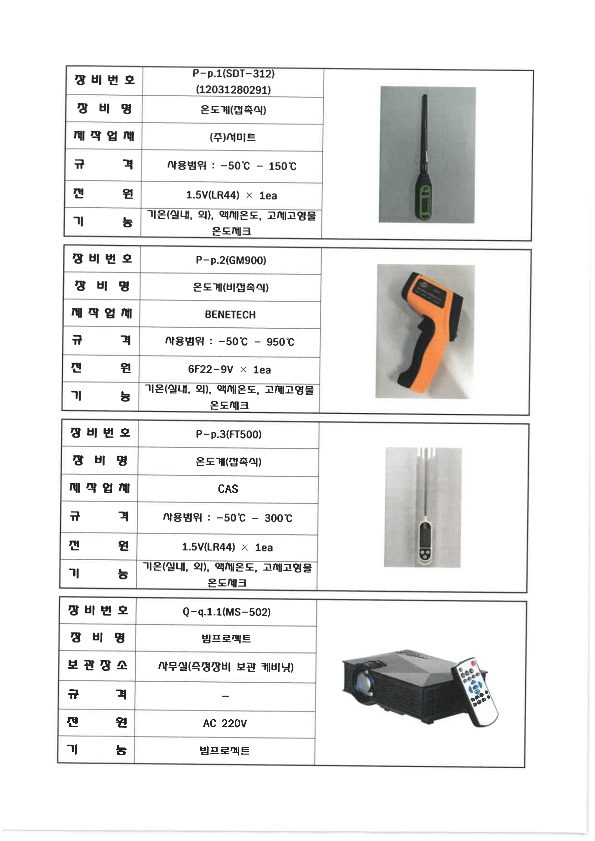 장비번호 P-p.1(SDT-312)
(12031280291)
장비명 온도계(접촉식)
제작업체 (주)서미트
규격 사용범위 : -50℃ - 150℃
전원 1.5V(LR44) × 1ea
기능 기온(실내, 외), 액체온도, 고체고형물
온도체크
장비번호 P-p.2(GM900)
장비명 온도계(비접촉식)
제작업체 BENETECH
규격 사용범위 : -50℃ - 950℃
전원 6F22-9V × 1ea
기능 기온(실내, 외), 액체온도, 고체고형물
온도체크
장비번호 P-p.3(FT500)
장비명 온도계(접촉식)
제작업체 CAS
규격 사용범위 : -50℃ - 300℃
전원 1.5V(LR44) × 1ea
기능 기온(실내, 외), 액체온도, 고체고형물
온도체크
장비번호 Q-q.1.1(MS-502)
장비명 빔프로젝트
보관장소 사무실(측정장비 보관 캐비닛)
규격 -
전원 AC 220V
기능 빔프로젝트